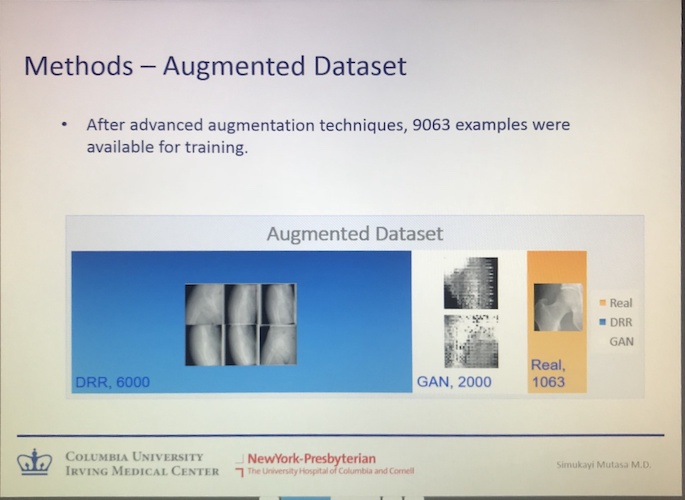 Methods – Augmented Dataset
• After advanced augmentation techniques, 9063 examples were
available for training.
Augmented Dataset
DRR, 6000
GAN, 2000
Real,
1063
Real
DRR
GAN
COLUMBIA UNIVERSITY
IRVING MEDICAL CENTER
NewYork-Presbyterian
The University Hospital of Columbia and Cornell
Simukayi Mutasa M.D.